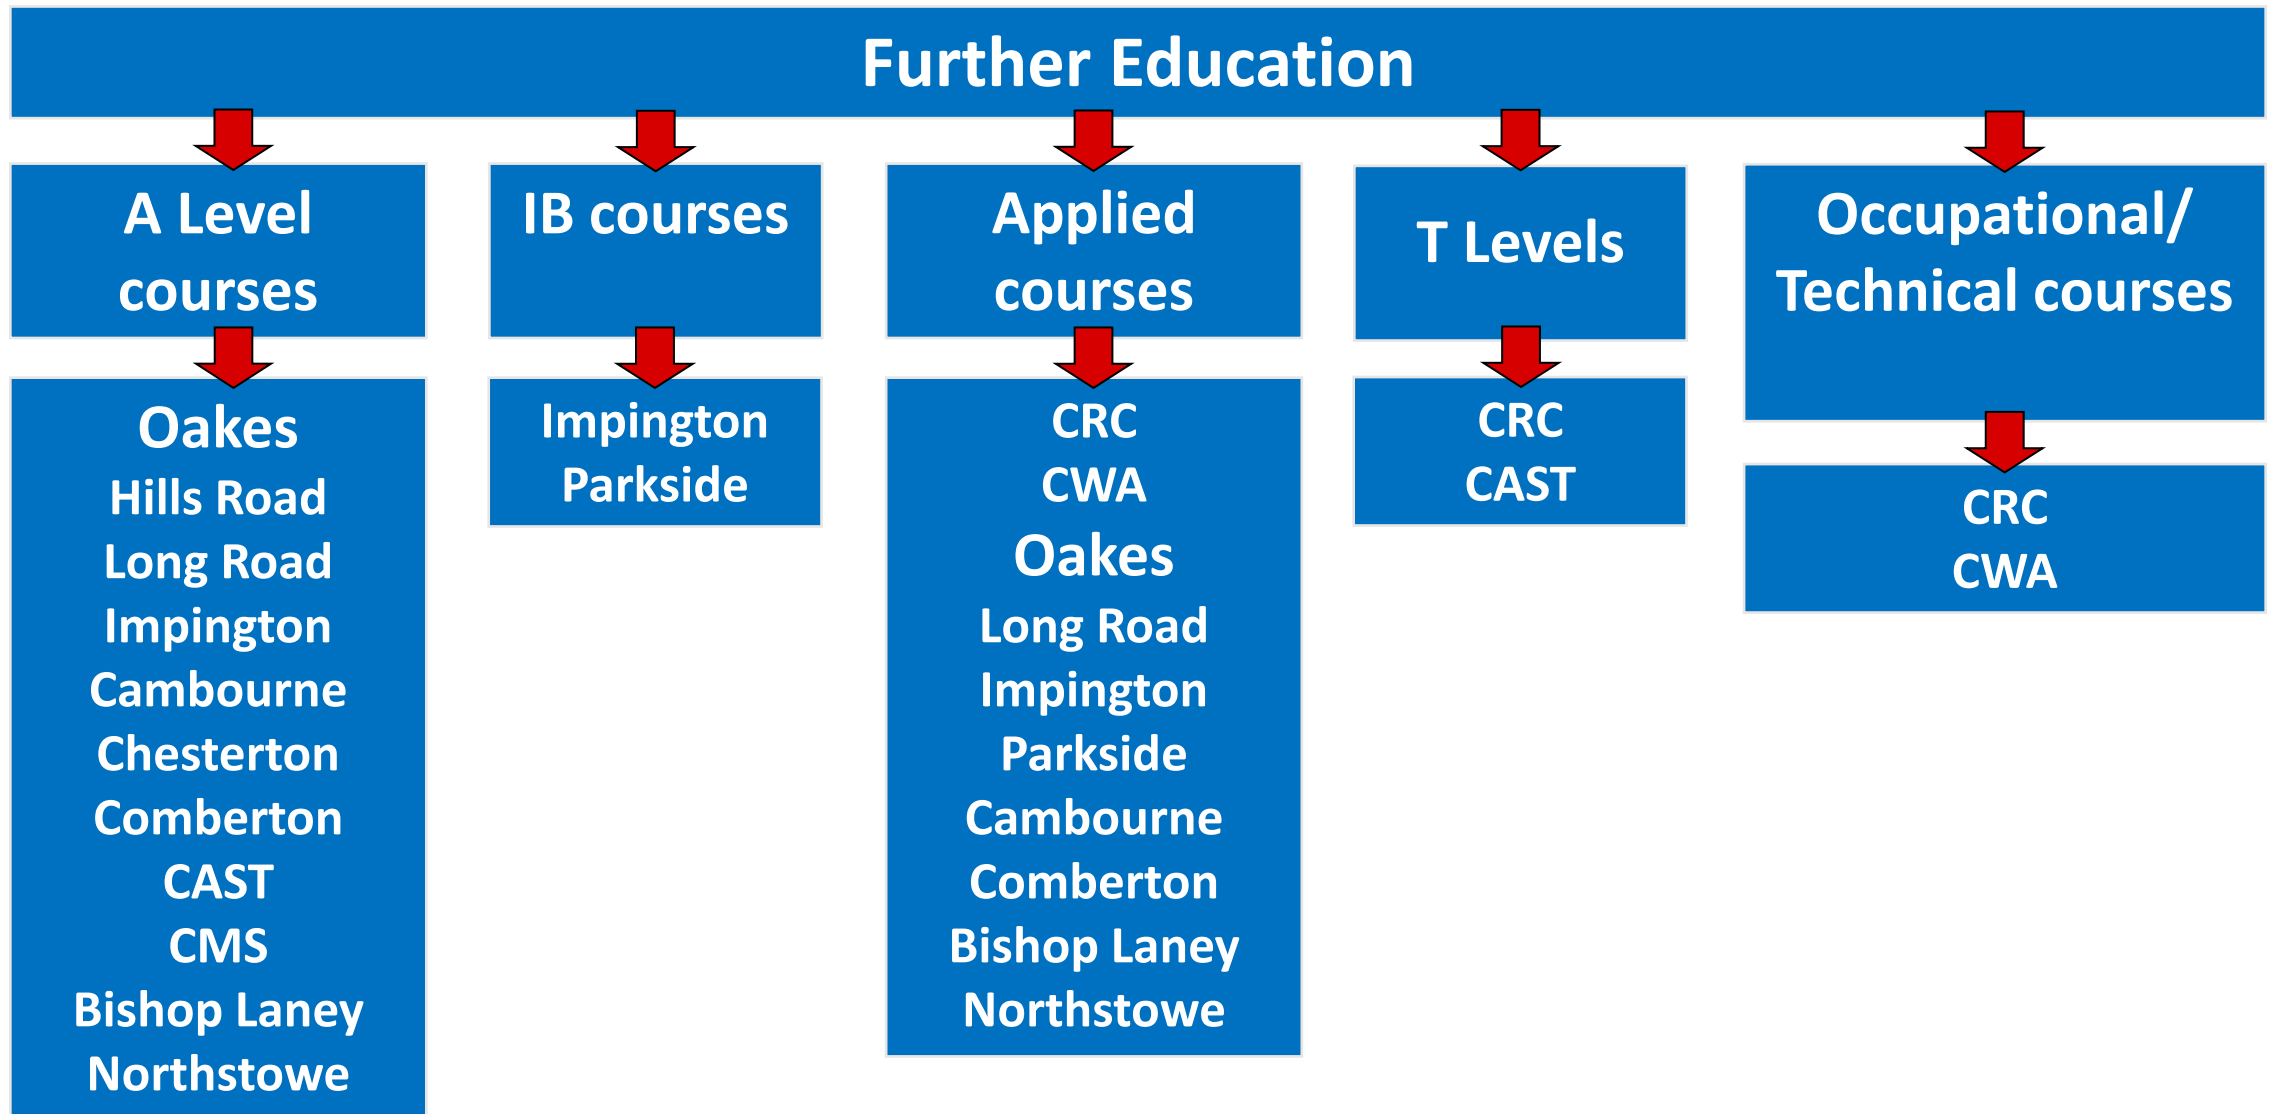 Further Education
A Level
courses
Oakes
Hills Road
Long Road
Impington
Cambourne
Chesterton
Comberton
CAST
CMS
Bishop Laney
Northstowe
IB courses
Impington
Parkside
Applied
courses
CRC
CWA
Oakes
Long Road
Impington
Parkside
Cambourne
Comberton
Bishop Laney
Northstowe
T Levels
CRC
CAST
Occupational/
Technical courses
CRC
CWA